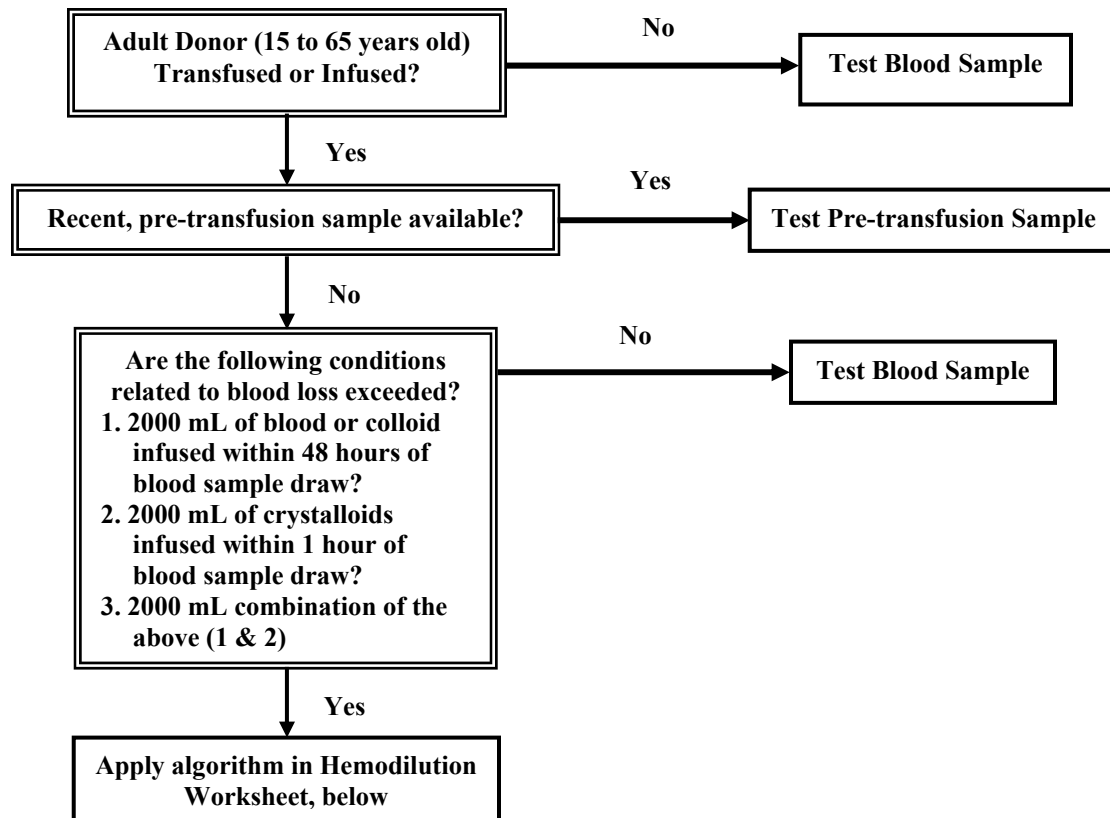 Adult Donor (15 to 65 years old)
Transfused or Infused?
No
Test Blood Sample
Yes
Recent, pre-transfusion sample available?
Yes
Test Pre-transfusion Sample
No
Are the following conditions
related to blood loss exceeded?
1. 2000 mL of blood or colloid
infused within 48 hours of
blood sample draw?
2. 2000 mL of crystalloids
infused within 1 hour of
blood sample draw?
3. 2000 mL combination of the
above (1 & 2)
No
Test Blood Sample
Yes
Apply algorithm in Hemodilution
Worksheet, below